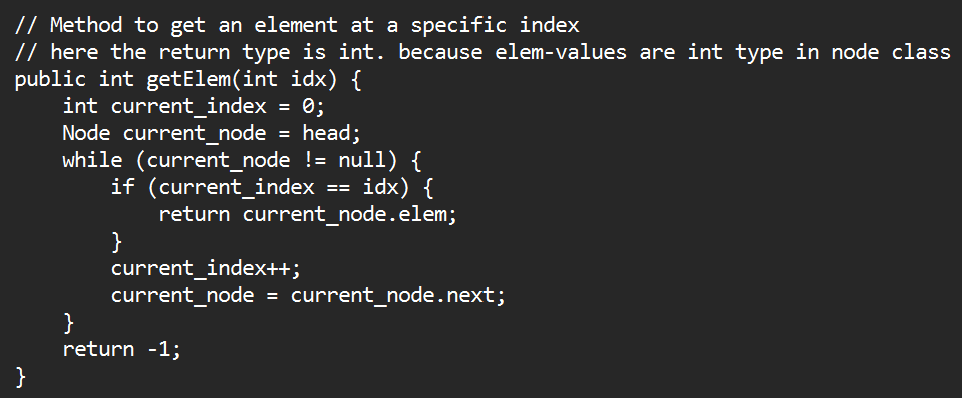 // Method to get an element at a specific index
// here the return type is int. because elem-values are int type in node class
public int getElem(int idx) {
    int current_index = 0;
    Node current_node = head;
    while (current_node != null) {
        if (current_index == idx) {
            return current_node.elem;
        }
        current_index++;
        current_node = current_node.next;
    }
    return -1;
}